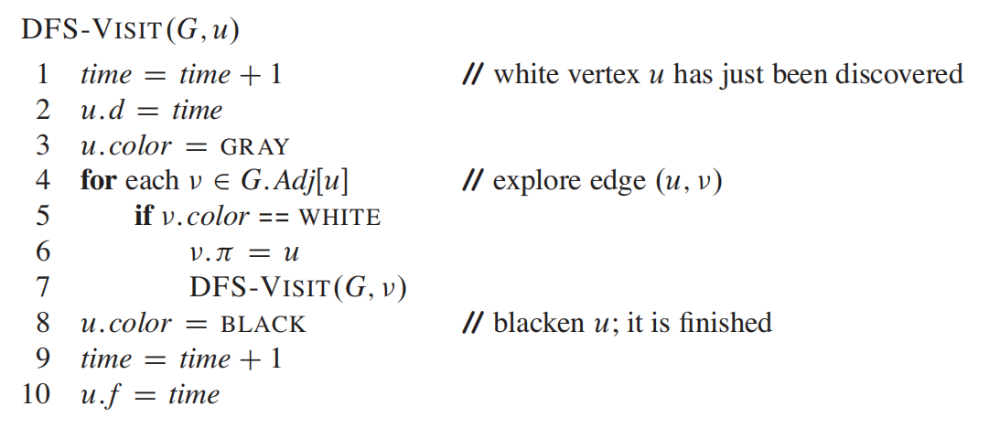 DFS-VISIT(G, u)
1 time = time + 1 // white vertex u has just been discovered
2 u.d = time
3 u.color = GRAY
4 for each v ∈ G.Adj[u] // explore edge (u, v)
5 if v.color == WHITE
6 v.π = u
7 DFS-VISIT(G, v)
8 u.color = BLACK // blacken u; it is finished
9 time = time + 1
10 u.f = time